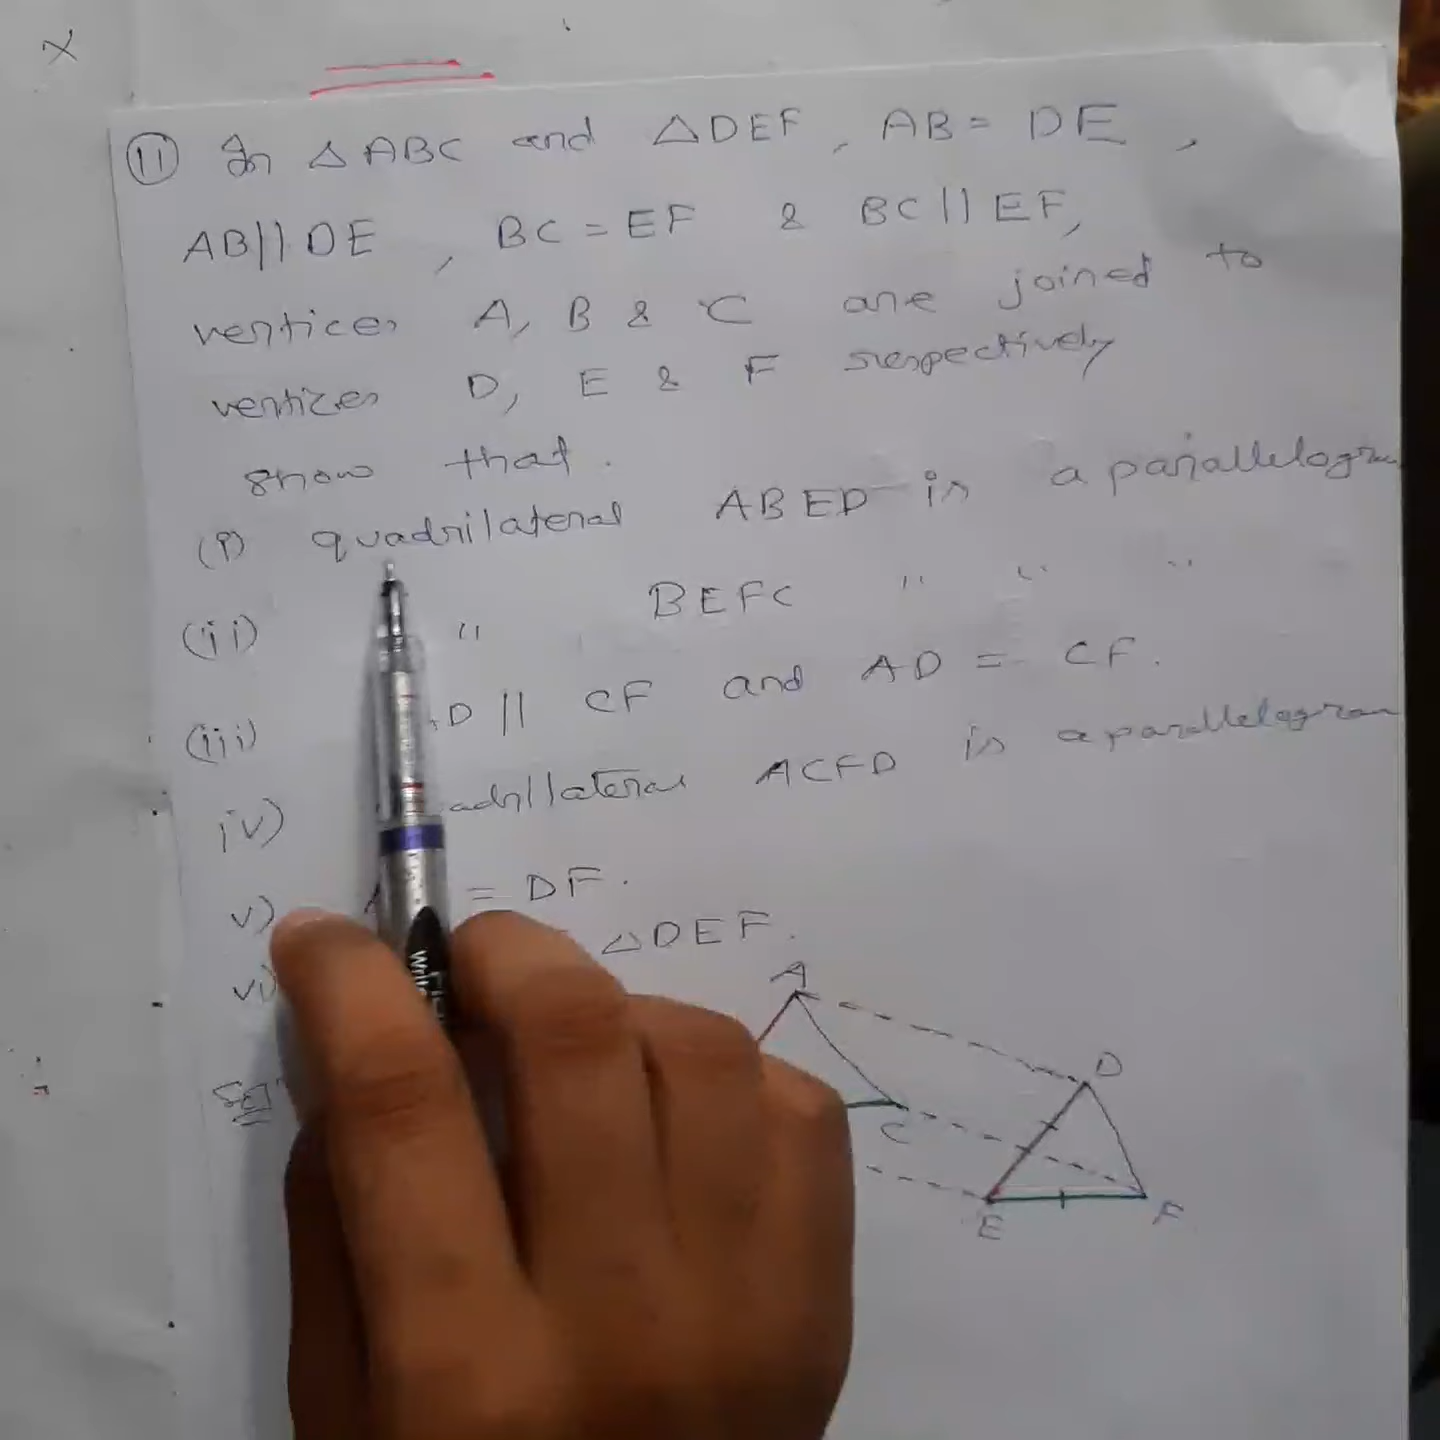 x
11 In △ABC and △DEF, AB = DE,
AB || DE, BC = EF & BC || EF,
vertices A, B & C are joined to
vertices D, E & F respectively
show that.
(i) quadrilateral ABED is a parallelogram
(ii) " BEFC " " "
(iii) D || CF and AD = CF.
iv) adrilateral ACFD is a parallelogram
v) = DF.
vi) △DEF.
A
D
C
E
F